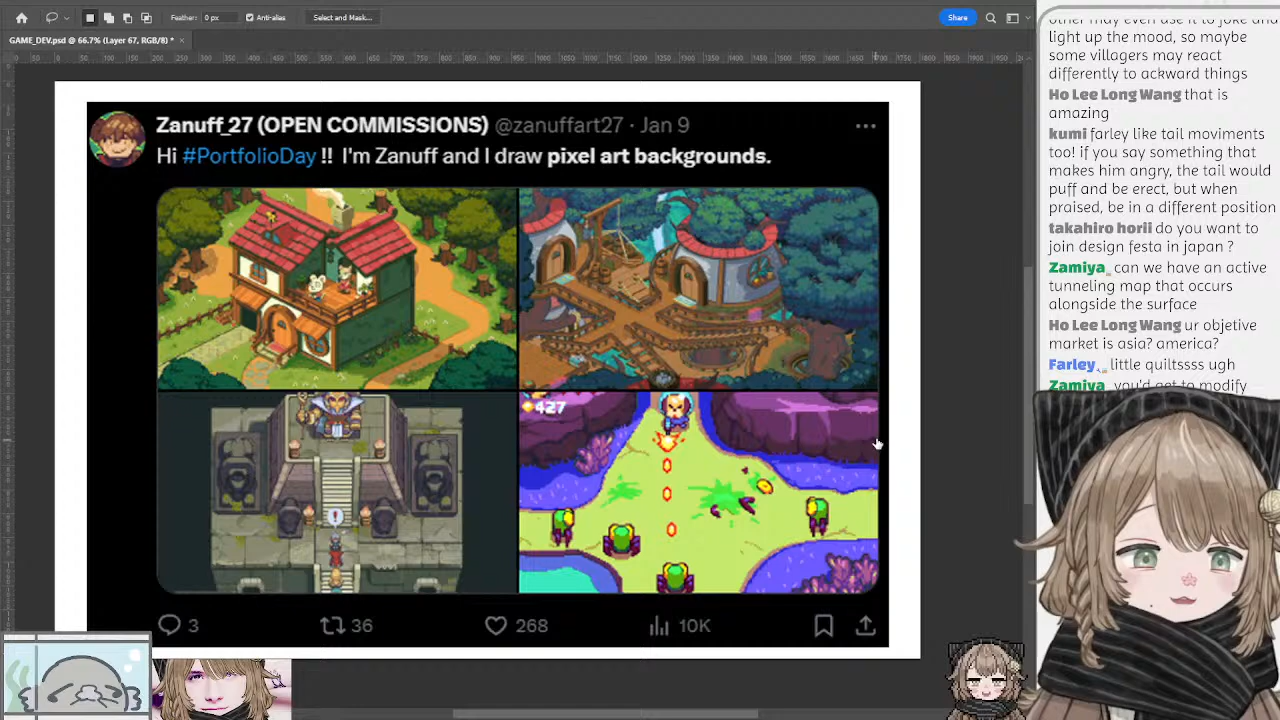 Feather: 0 px Anti-alias Select and Mask... Share
GAME_DEV.psd @ 66.7% (Layer 67, RGB/8) * ×
Zanuff_27 (OPEN COMMISSIONS) @zanuffart27 · Jan 9
Hi #PortfolioDay !! I'm Zanuff and I draw pixel art backgrounds.
427
3 36 268 10K
other may even use it to joke and
light up the mood, so maybe
some villagers may react
differently to ackward things
Ho Lee Long Wang that is
amazing
kumi farley like tail moviments
too! if you say something that
makes him angry, the tail would
puff and be erect, but when
praised, be in a different position
takahiro horii do you want to
join design festa in japan ?
Zamiya_ can we have an active
tunneling map that occurs
alongside the surface
Ho Lee Long Wang ur objetive
market is asia? america?
Farley._ little quiltssss ugh
Zamiya_ you'd get to modify